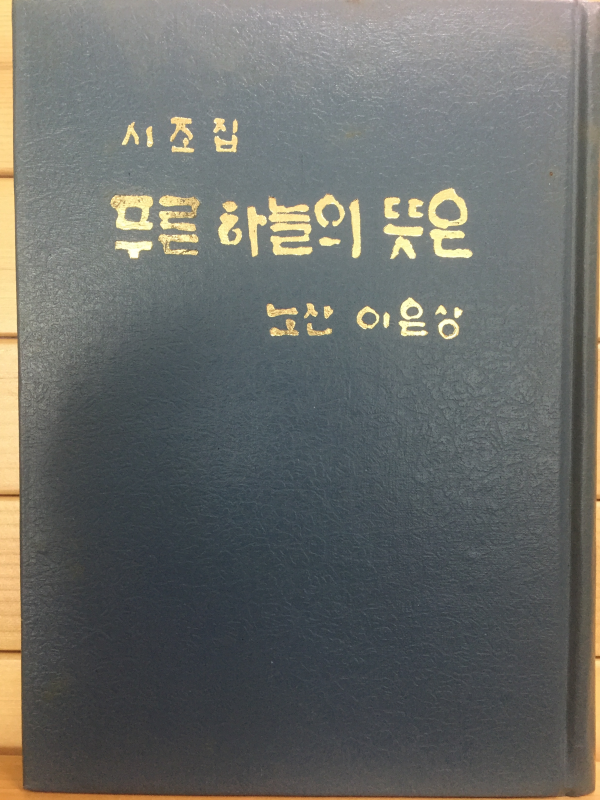 시조집
푸른 하늘의 뜻은
노산 이은상